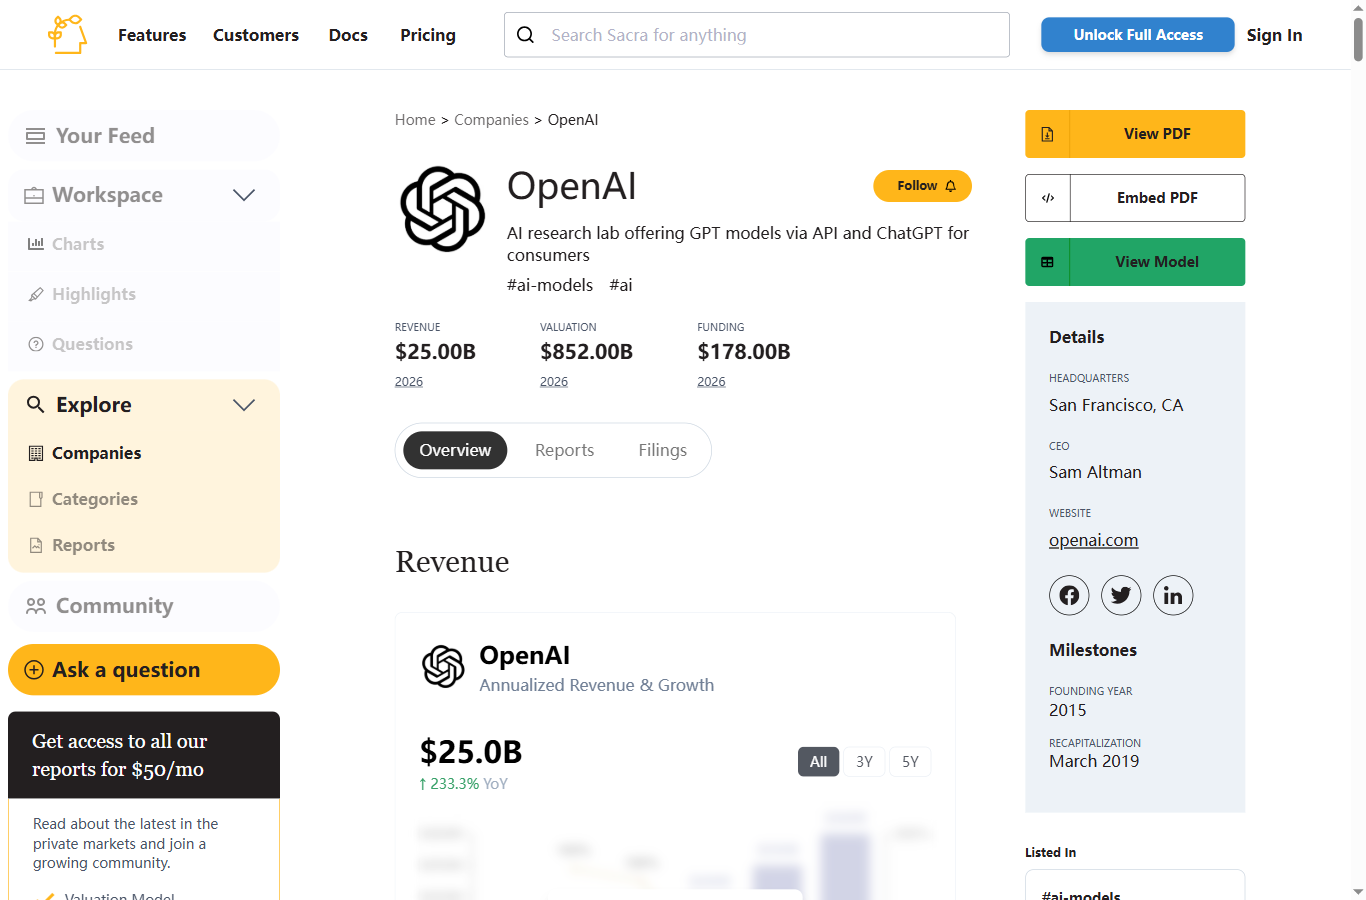 Features
Customers
Docs
Pricing
Search Sacra for anything
Unlock Full Access
Sign In
Your Feed
Workspace
Charts
Highlights
Questions
Explore
Companies
Categories
Reports
Community
Ask a question
Get access to all our
reports for $50/mo
Read about the latest in the
private markets and join a
growing community.
Valuation Model
Home > Companies > OpenAI
OpenAI
Follow
AI research lab offering GPT models via API and ChatGPT for
consumers
#ai-models #ai
REVENUE
$25.00B
2026
VALUATION
$852.00B
2026
FUNDING
$178.00B
2026
Overview
Reports
Filings
Revenue
OpenAI
Annualized Revenue & Growth
$25.0B
↑ 233.3% YoY
All
3Y
5Y
View PDF
Embed PDF
View Model
Details
HEADQUARTERS
San Francisco, CA
CEO
Sam Altman
WEBSITE
openai.com
Milestones
FOUNDING YEAR
2015
RECAPITALIZATION
March 2019
Listed In
#ai-models